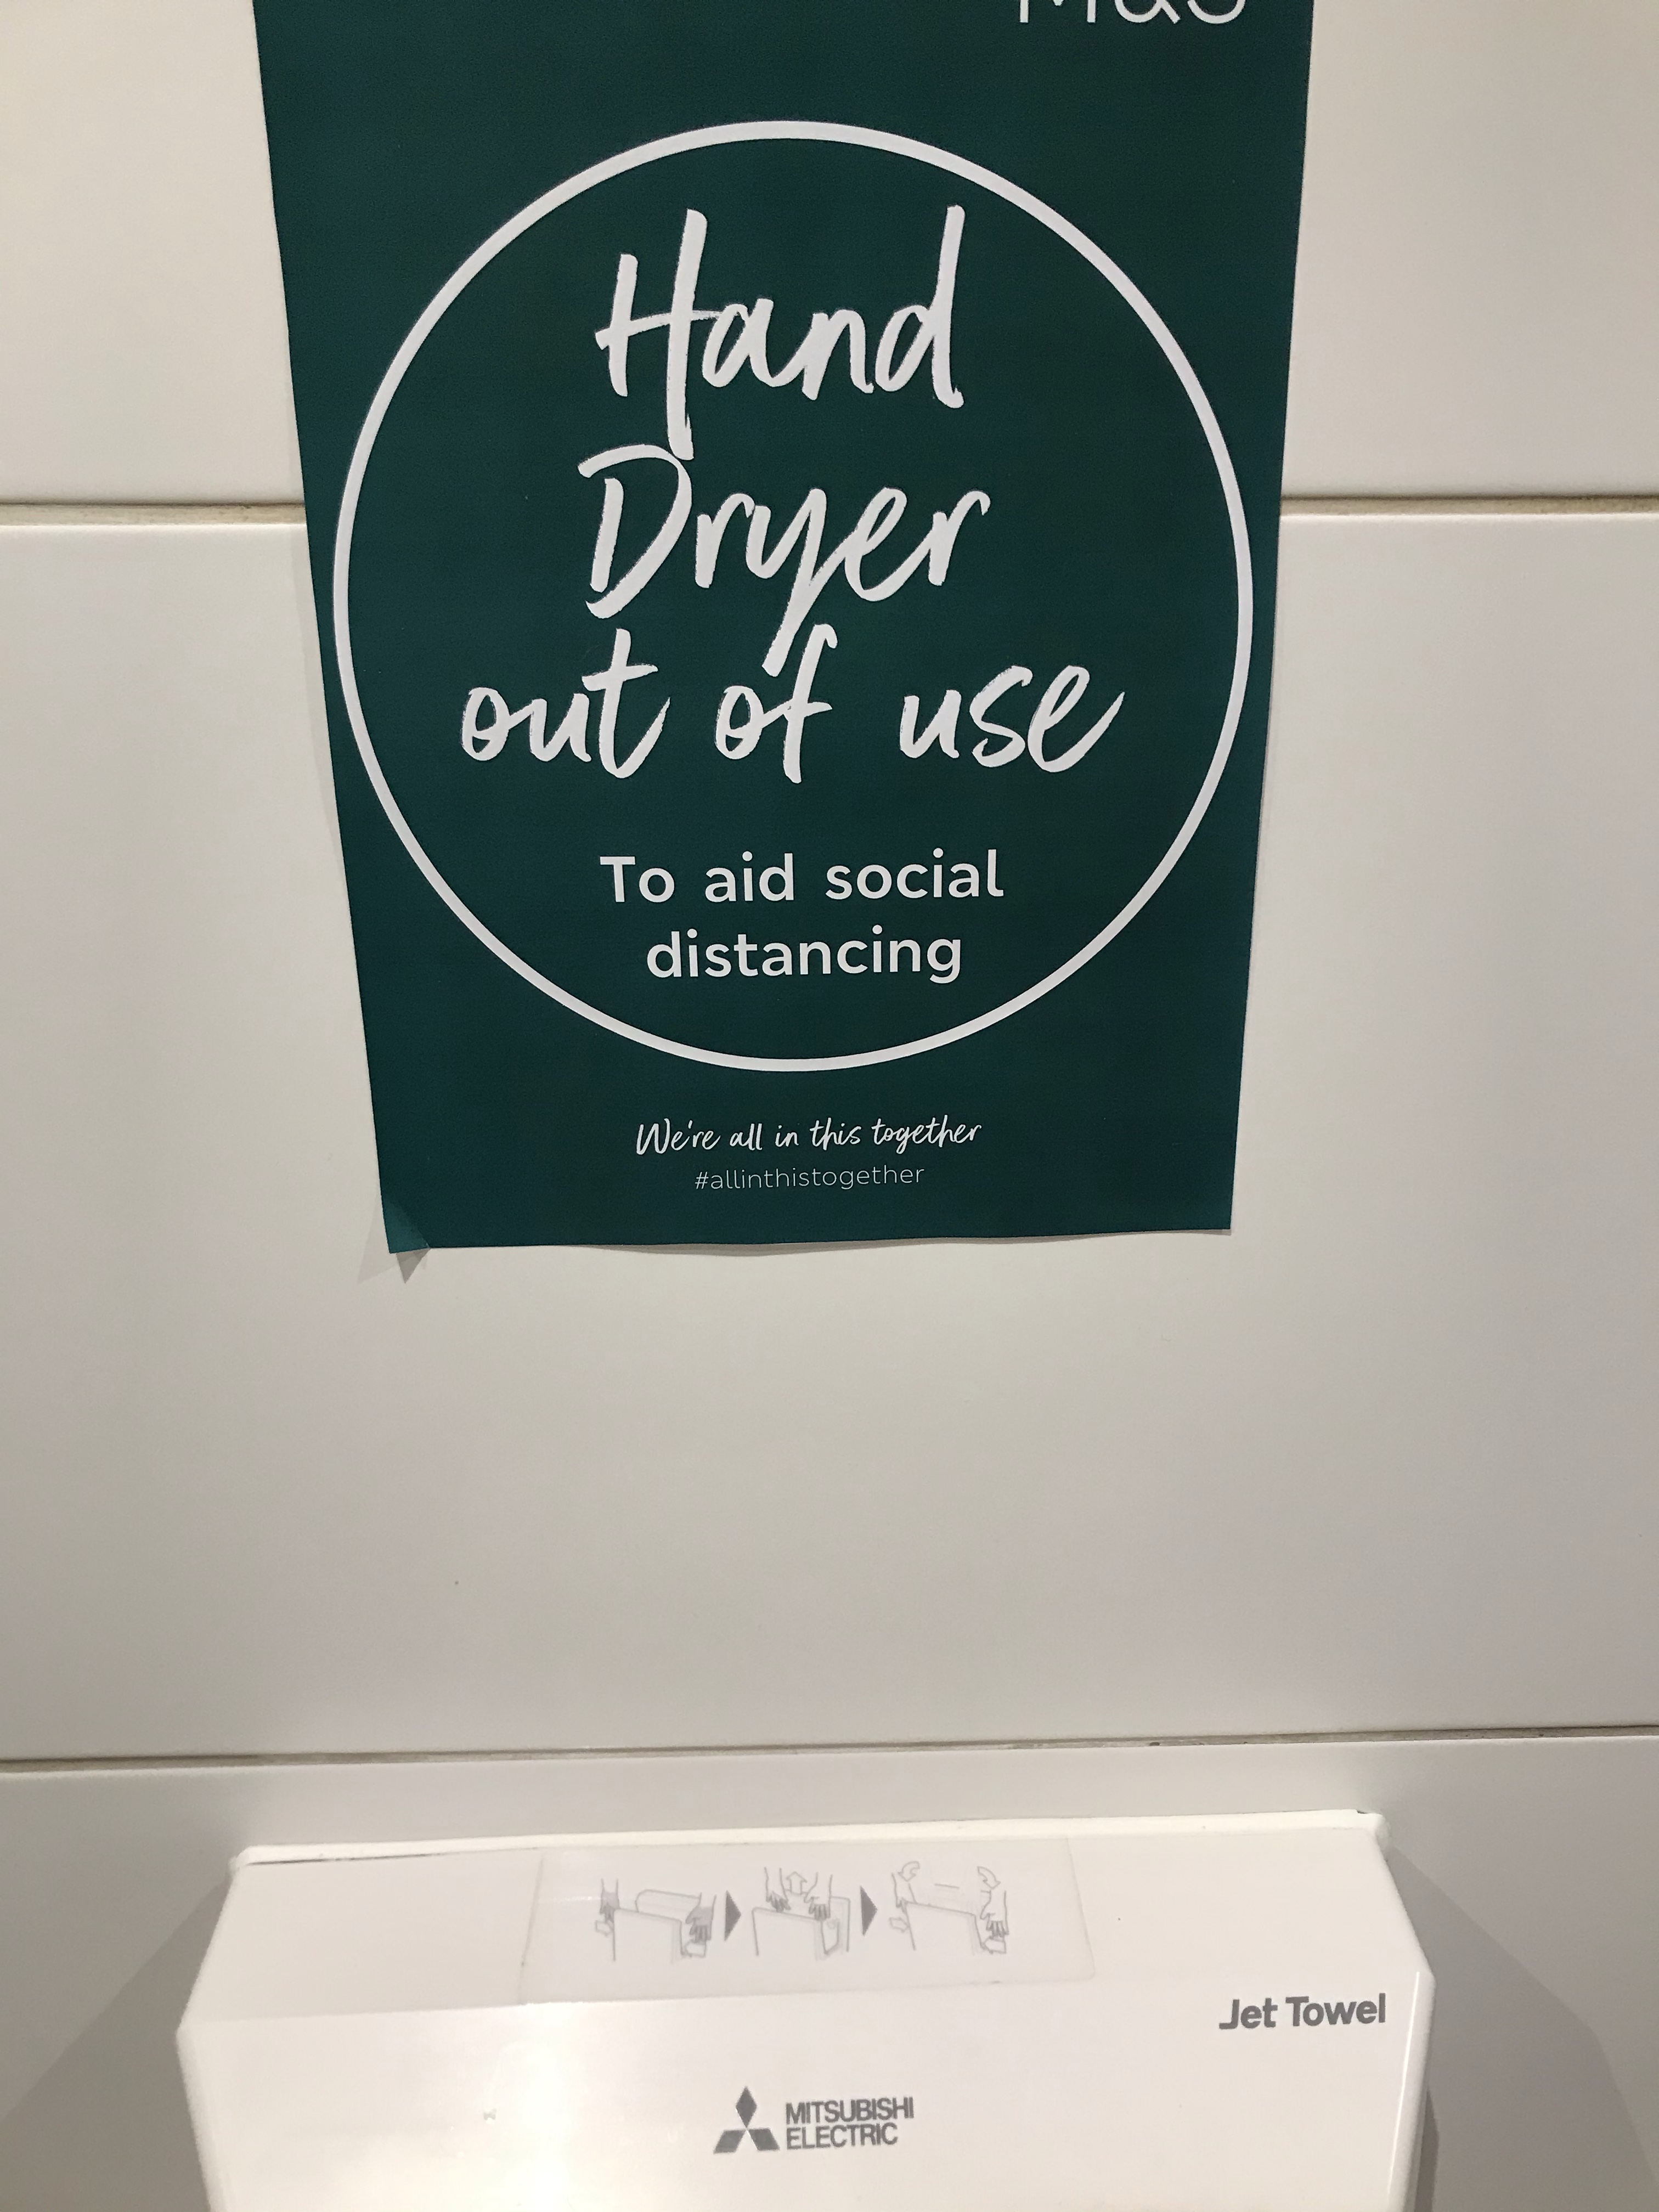 M&S
Hand
Dryer
out of use
To aid social
distancing
We're all in this together
#allinthistogether
Jet Towel
MITSUBISHI
ELECTRIC